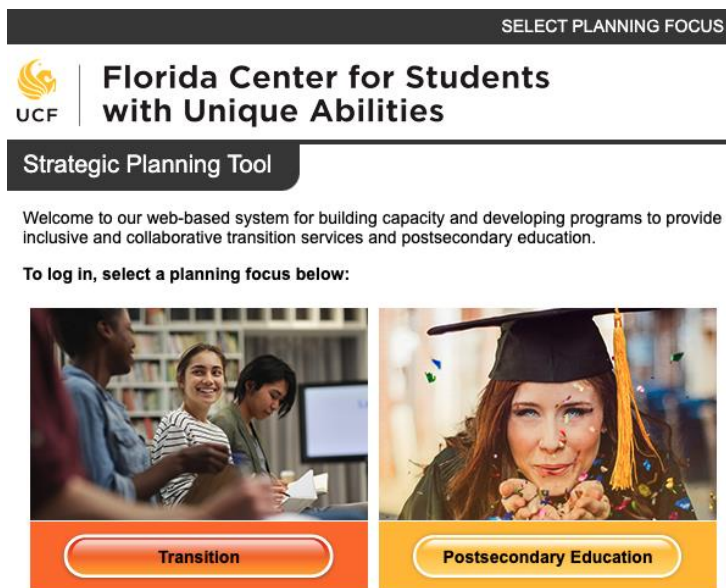 SELECT PLANNING FOCUS
UCF
Florida Center for Students
with Unique Abilities
Strategic Planning Tool
Welcome to our web-based system for building capacity and developing programs to provide
inclusive and collaborative transition services and postsecondary education.
To log in, select a planning focus below:
Transition
Postsecondary Education